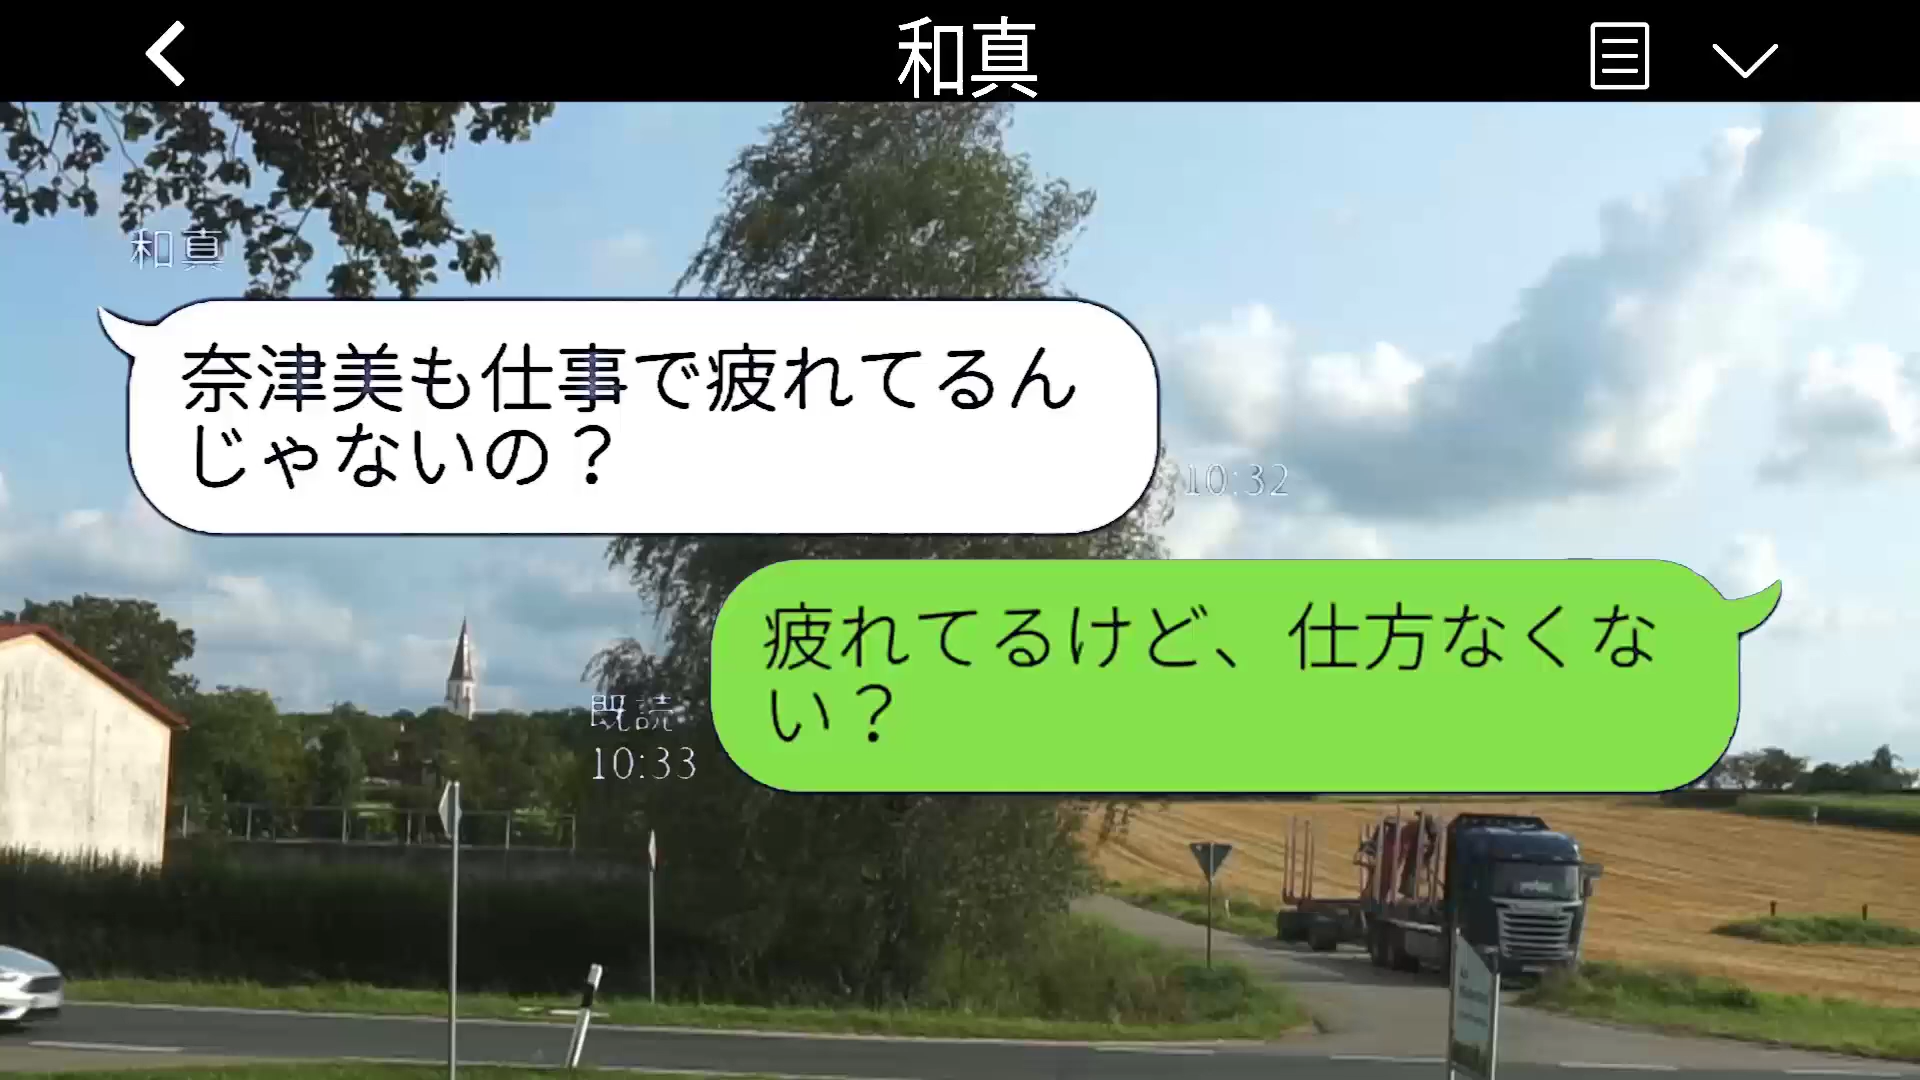 和真
和真
奈津美も仕事で疲れてるん
じゃないの？
10:32
疲れてるけど、仕方なくな
い？
既読
10:33